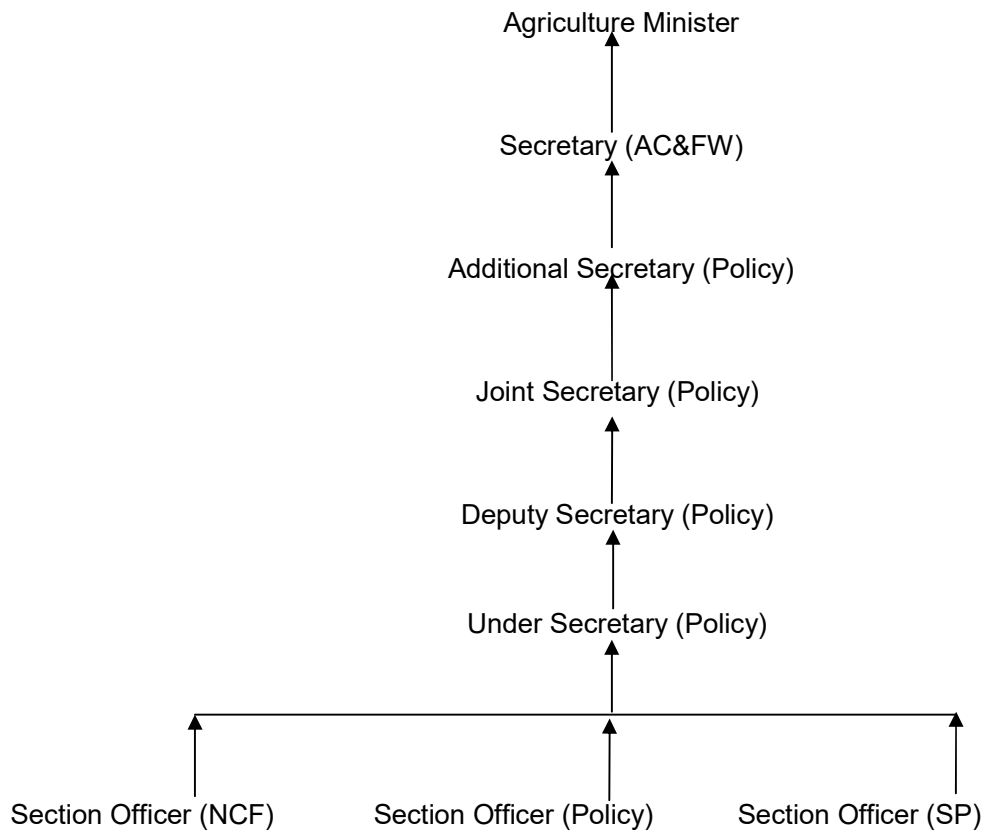 Agriculture Minister
Secretary (AC&FW)
Additional Secretary (Policy)
Joint Secretary (Policy)
Deputy Secretary (Policy)
Under Secretary (Policy)
Section Officer (NCF) Section Officer (Policy) Section Officer (SP)